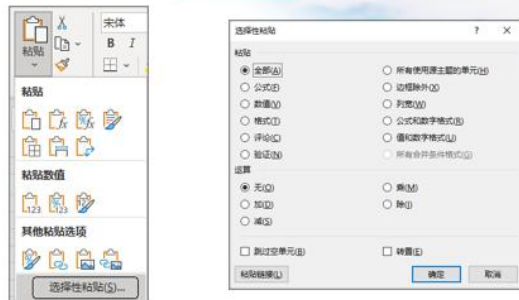 宋体
粘贴
B I
粘贴
fx
%fx
粘贴数值
123
123
其他粘贴选项
选择性粘贴(S)...
选择性粘贴 ? ×
粘贴
全部(A) 所有使用源主题的单元(H)
公式(F) 边框除外(X)
数值(V) 列宽(W)
格式(T) 公式和数字格式(R)
评论(C) 值和数字格式(U)
验证(N) 所有合并条件格式(G)
运算
无(O) 乘(M)
加(D) 除(I)
减(S)
跳过空单元(B) 转置(E)
粘贴链接(L) 确定 取消